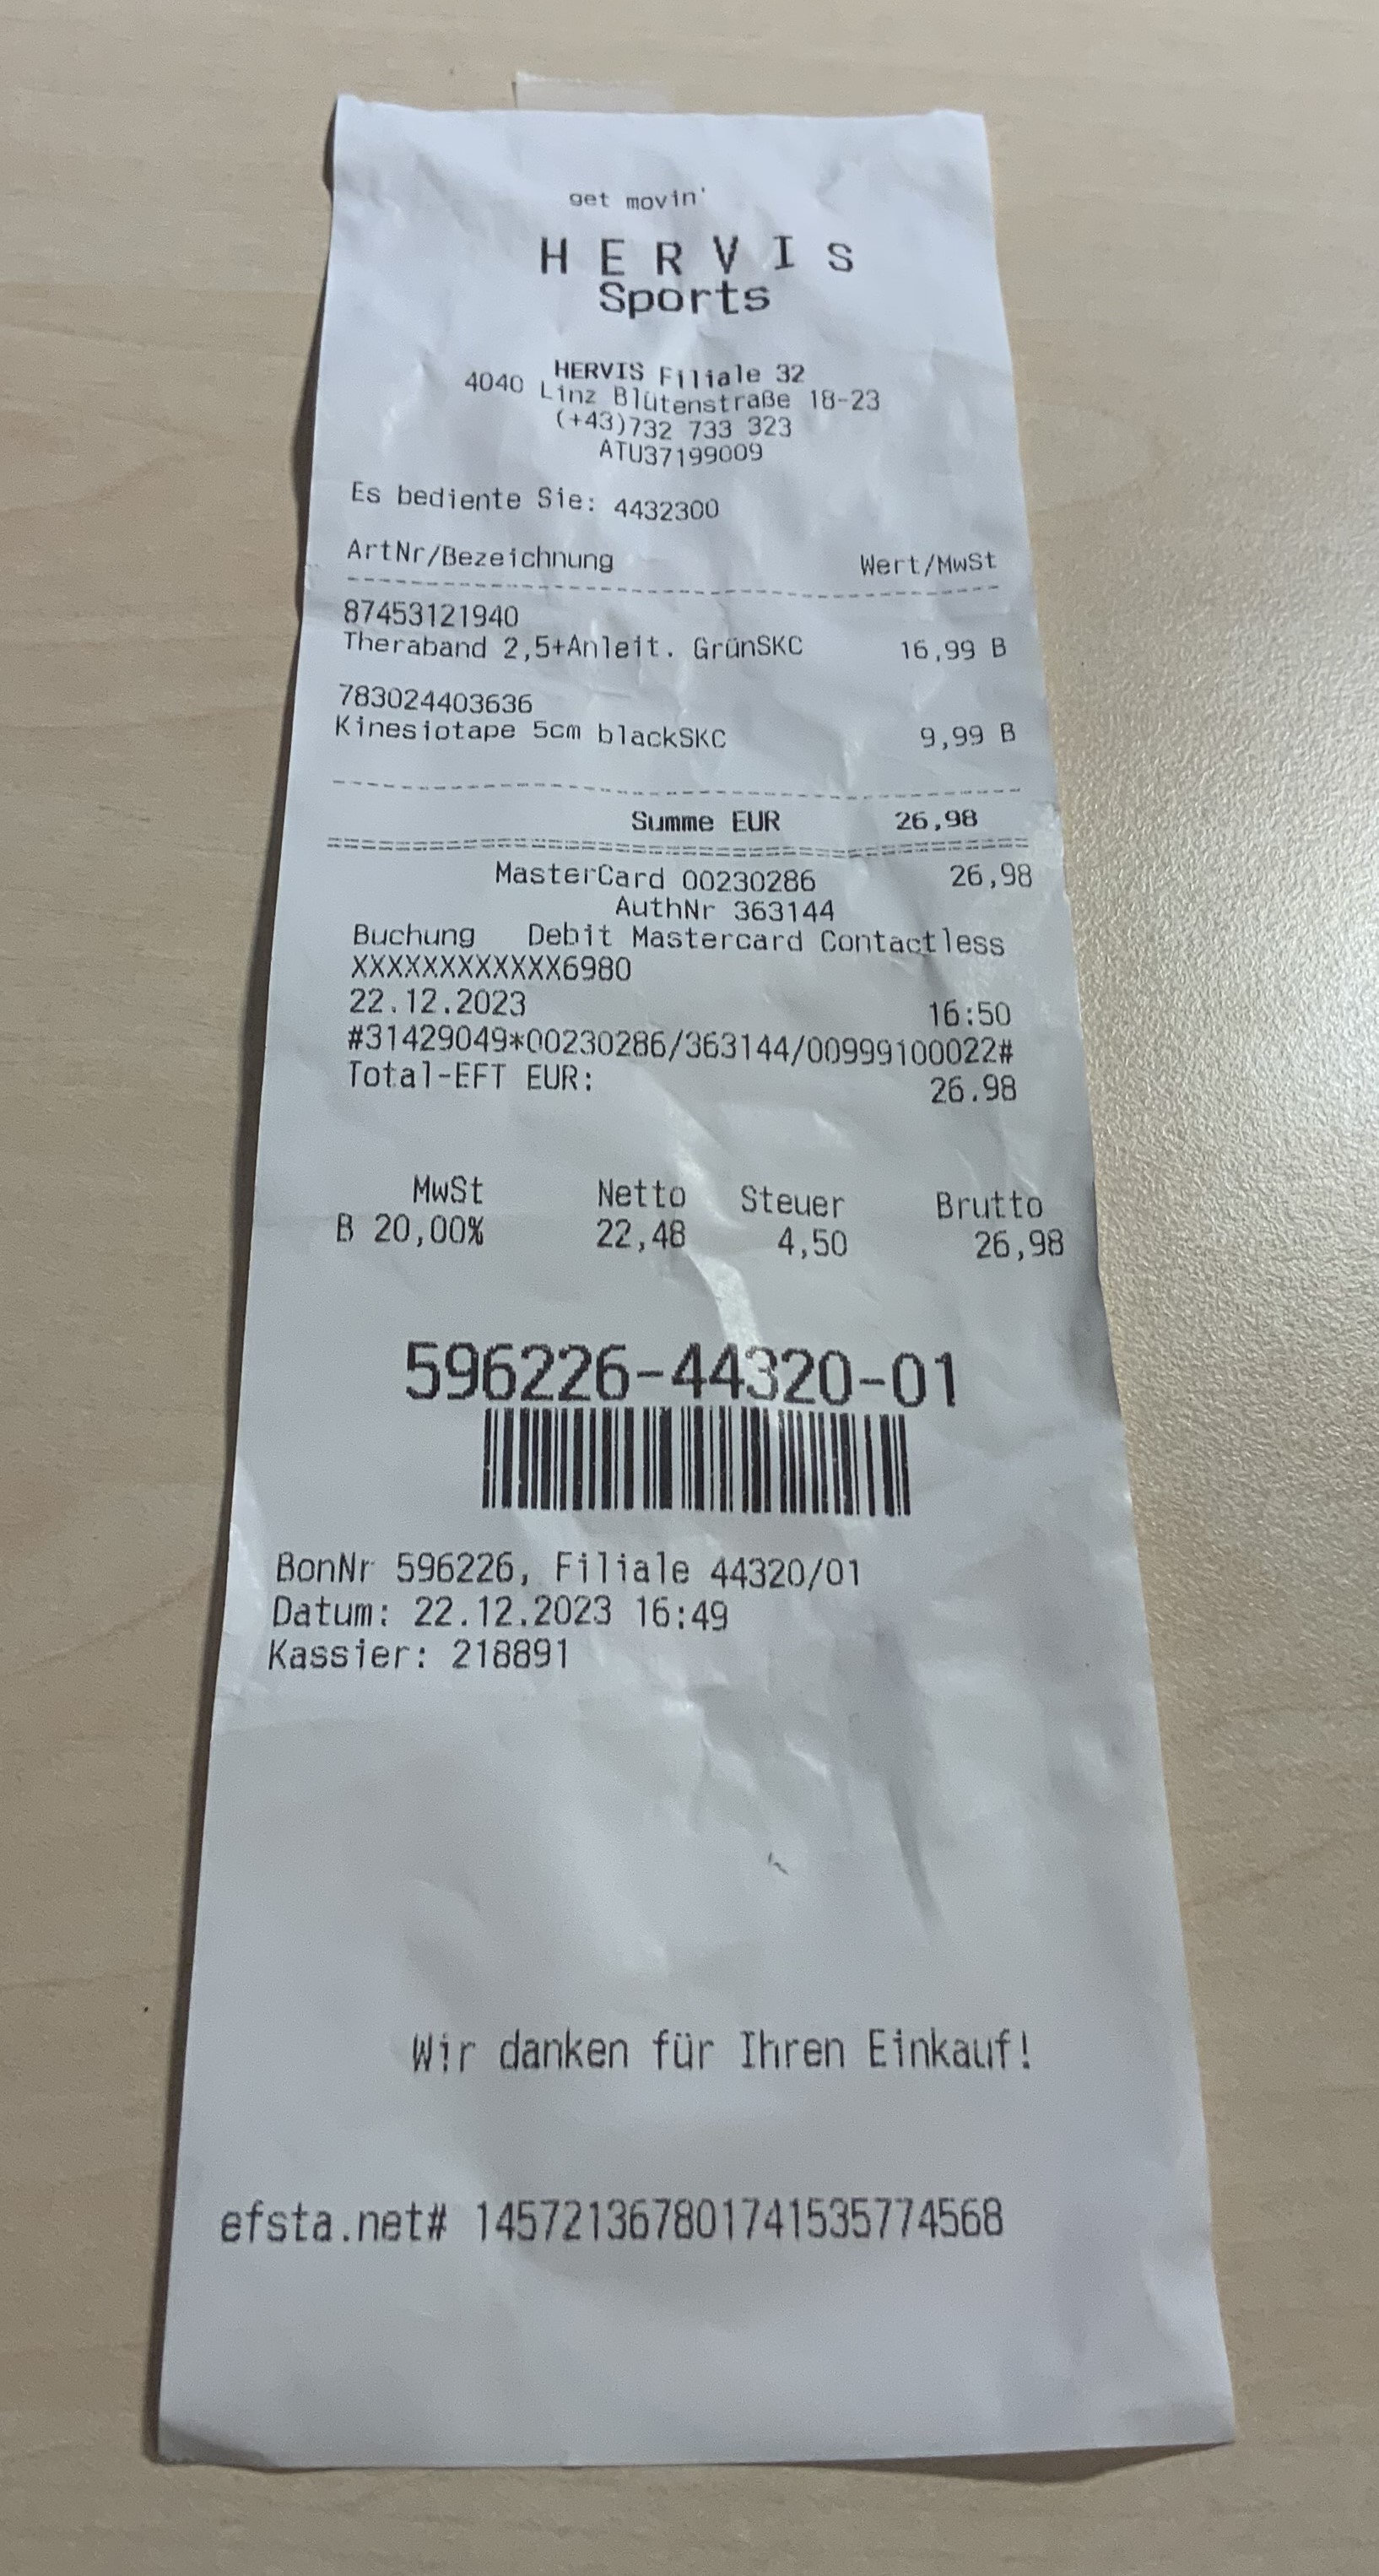 get movin'
HERVIS
Sports
HERVIS Filiale 32
4040 Linz Blütenstraße 18-23
(+43)732 733 323
ATU37199009
Es bediente Sie: 4432300
ArtNr/Bezeichnung Wert/MwSt
87453121940
Theraband 2,5+Anleit. GrünSKC 16,99 B
783024403636
Kinesiotape 5cm blackSKC 9,99 B
Summe EUR 26,98
MasterCard 00230286 26,98
AuthNr 363144
Buchung Debit Mastercard Contactless
XXXXXXXXXXXX6980
22.12.2023 16:50
#31429049*00230286/363144/00999100022#
Total-EFT EUR: 26.98
MwSt Netto Steuer Brutto
B 20,00% 22,48 4,50 26,98
596226-44320-01
BonNr 596226, Filiale 44320/01
Datum: 22.12.2023 16:49
Kassier: 218891
Wir danken für Ihren Einkauf!
efsta.net# 145721367801741535774568